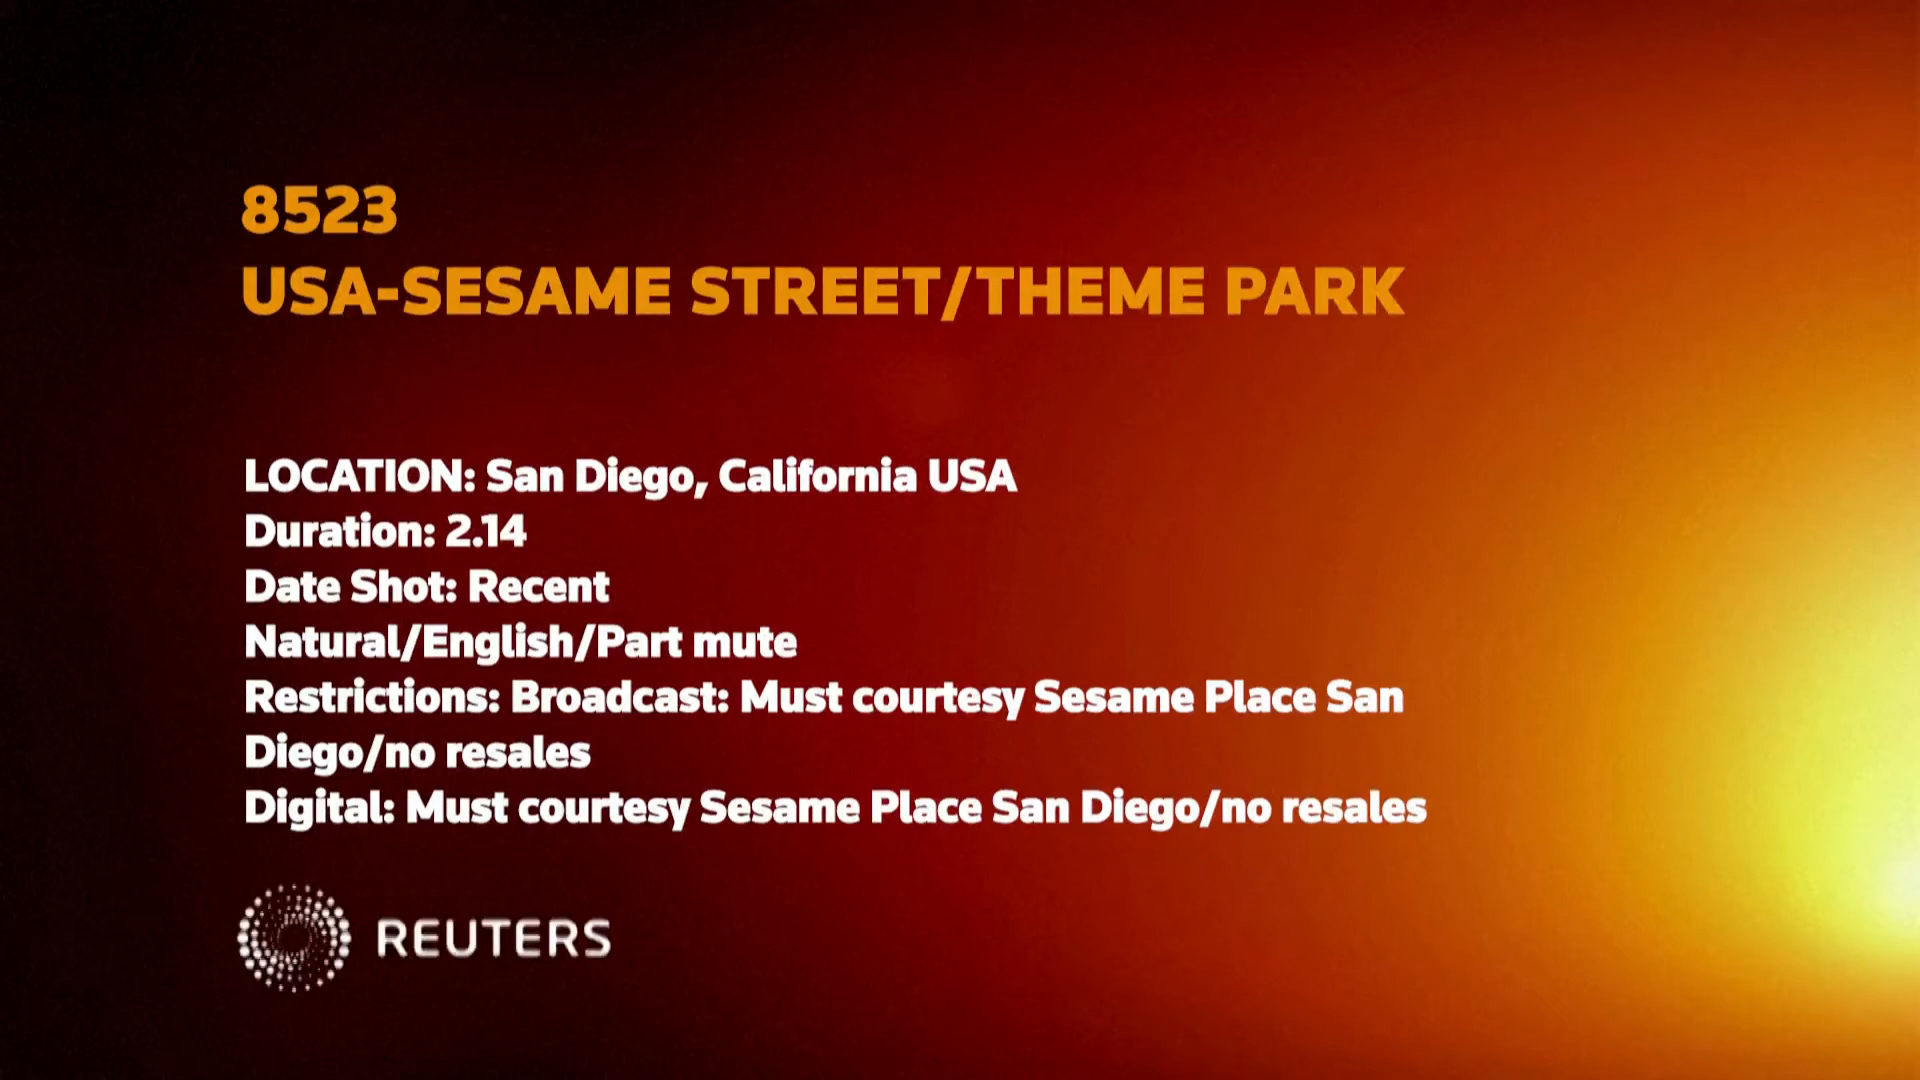 8523
USA-SESAME STREET/THEME PARK
LOCATION: San Diego, California USA
Duration: 2.14
Date Shot: Recent
Natural/English/Part mute
Restrictions: Broadcast: Must courtesy Sesame Place San
Diego/no resales
Digital: Must courtesy Sesame Place San Diego/no resales
REUTERS